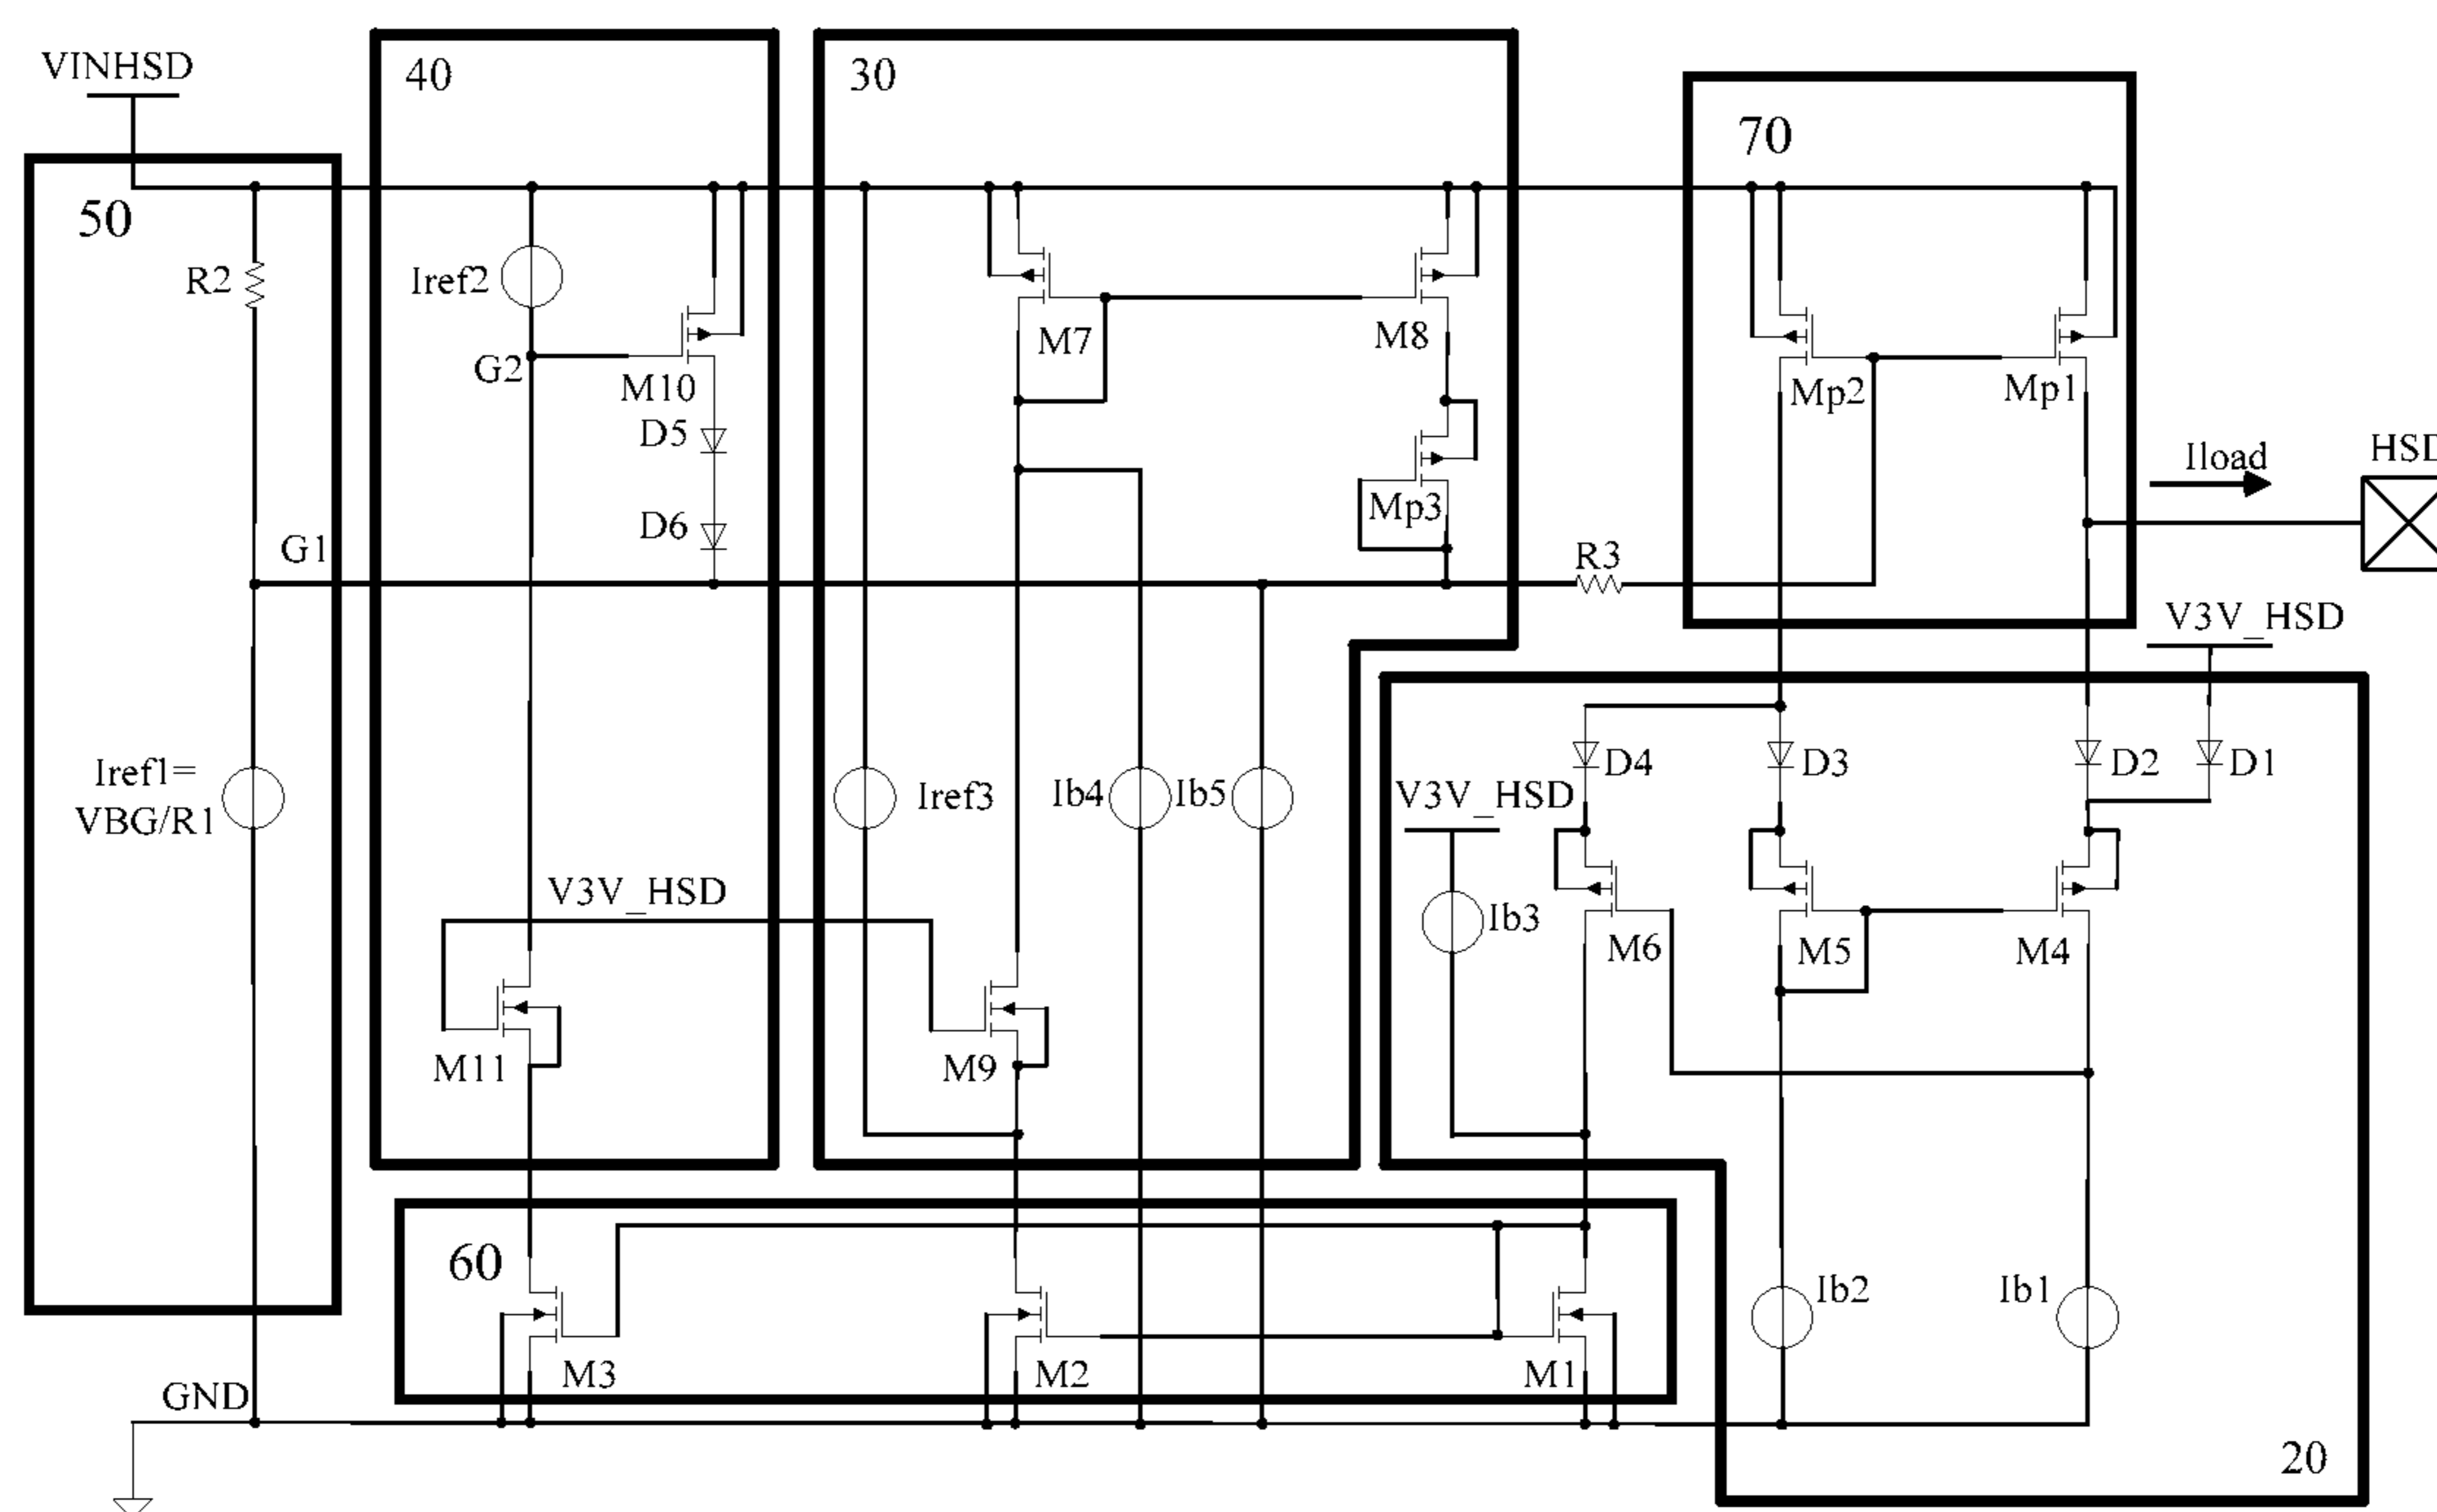 VINHSD
40
30
70
50
R2
Iref2
G2
M10
D5
D6
G1
M7
M8
Mp3
R3
Mp2
Mp1
Iload
HSD
V3V_HSD
Iref1=
VBG/R1
Iref3
Ib4
Ib5
D4
D3
D2
D1
V3V_HSD
Ib3
V3V_HSD
M6
M5
M4
M11
M9
60
Ib2
Ib1
M3
M2
M1
GND
20